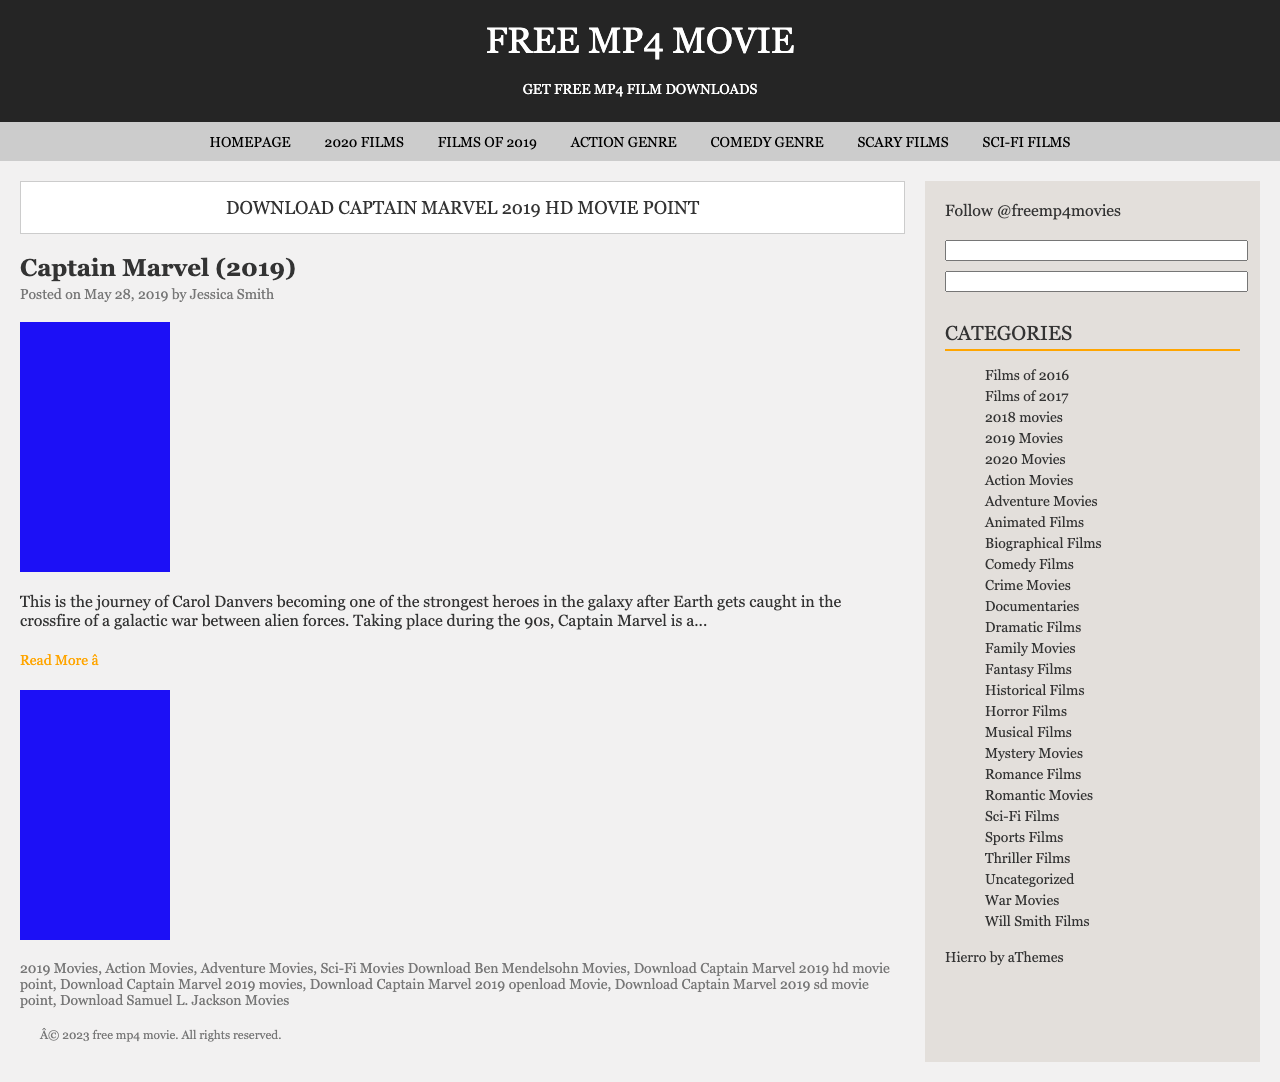 FREE MP4 MOVIE
GET FREE MP4 FILM DOWNLOADS
HOMEPAGE 2020 FILMS FILMS OF 2019 ACTION GENRE COMEDY GENRE SCARY FILMS SCI-FI FILMS
DOWNLOAD CAPTAIN MARVEL 2019 HD MOVIE POINT
Captain Marvel (2019)
Posted on May 28, 2019 by Jessica Smith
This is the journey of Carol Danvers becoming one of the strongest heroes in the galaxy after Earth gets caught in the
crossfire of a galactic war between alien forces. Taking place during the 90s, Captain Marvel is a...
Read More â
2019 Movies, Action Movies, Adventure Movies, Sci-Fi Movies Download Ben Mendelsohn Movies, Download Captain Marvel 2019 hd movie
point, Download Captain Marvel 2019 movies, Download Captain Marvel 2019 openload Movie, Download Captain Marvel 2019 sd movie
point, Download Samuel L. Jackson Movies
Â© 2023 free mp4 movie. All rights reserved.
Follow @freemp4movies
CATEGORIES
Films of 2016
Films of 2017
2018 movies
2019 Movies
2020 Movies
Action Movies
Adventure Movies
Animated Films
Biographical Films
Comedy Films
Crime Movies
Documentaries
Dramatic Films
Family Movies
Fantasy Films
Historical Films
Horror Films
Musical Films
Mystery Movies
Romance Films
Romantic Movies
Sci-Fi Films
Sports Films
Thriller Films
Uncategorized
War Movies
Will Smith Films
Hierro by aThemes